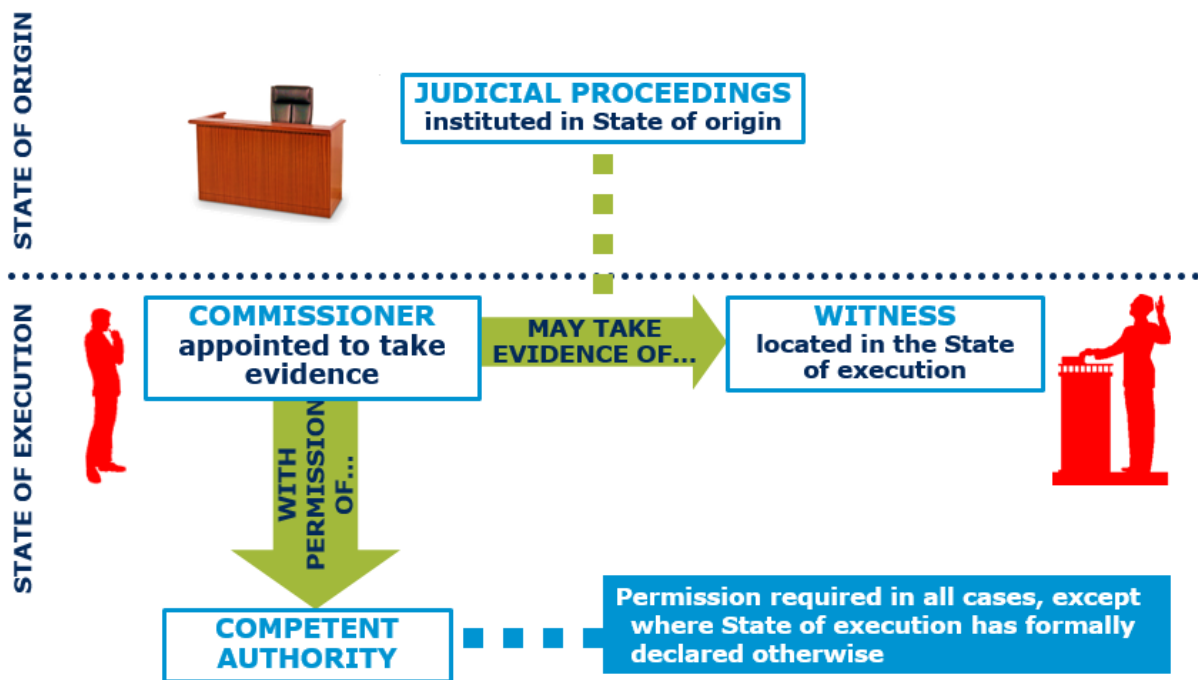 STATE OF ORIGIN
JUDICIAL PROCEEDINGS
instituted in State of origin
STATE OF EXECUTION
COMMISSIONER
appointed to take
evidence
MAY TAKE
EVIDENCE OF...
WITNESS
located in the State
of execution
WITH
PERMISSION
OF...
COMPETENT
AUTHORITY
Permission required in all cases, except
where State of execution has formally
declared otherwise